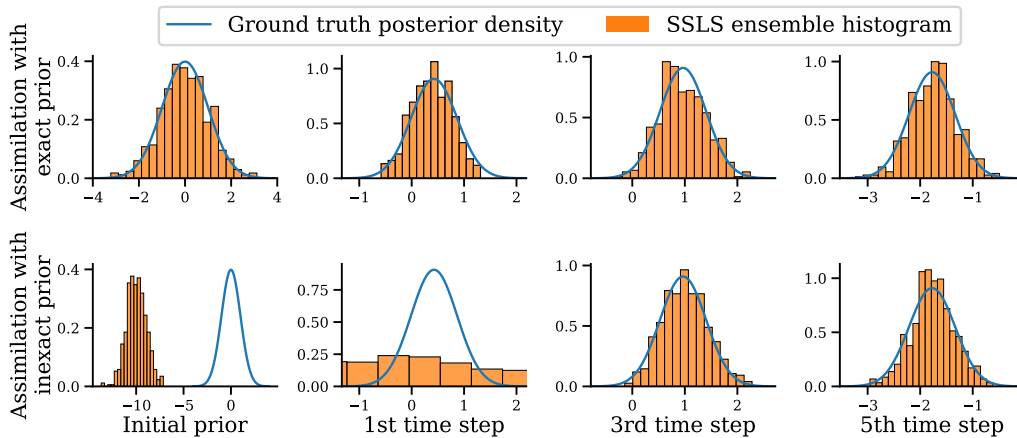 Ground truth posterior density
SSLS ensemble histogram
Assimilation with
exact prior
0.4
0.2
0.0
−4 −2 0 2 4
1.0
0.5
0.0
−1 0 1 2
1.0
0.5
0.0
0 1 2
1.0
0.5
0.0
−3 −2 −1
Assimilation with
inexact prior
0.4
0.2
0.0
−10 −5 0
Initial prior
0.75
0.50
0.25
0.00
−1 0 1 2
1st time step
1.0
0.5
0.0
0 1 2
3rd time step
1.0
0.5
0.0
−3 −2 −1
5th time step